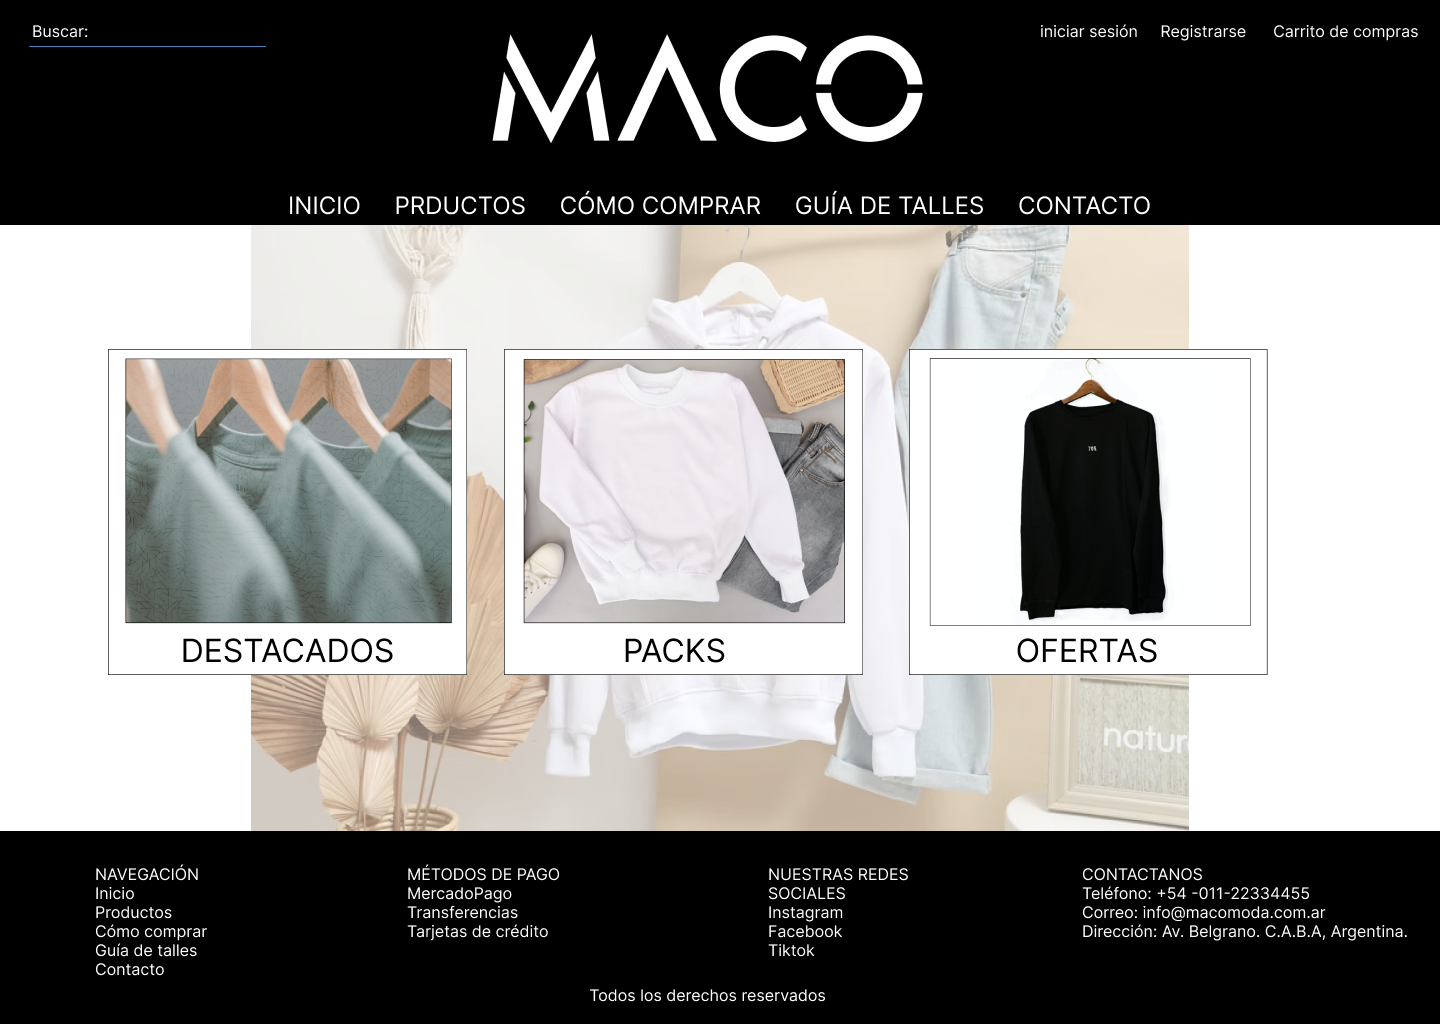 Buscar:
iniciar sesión
Registrarse
Carrito de compras
MACO
INICIO
PRDUCTOS
CÓMO COMPRAR
GUÍA DE TALLES
CONTACTO
DESTACADOS
PACKS
OFERTAS
natur
NAVEGACIÓN
Inicio
Productos
Cómo comprar
Guía de talles
Contacto
MÉTODOS DE PAGO
MercadoPago
Transferencias
Tarjetas de crédito
NUESTRAS REDES
SOCIALES
Instagram
Facebook
Tiktok
CONTACTANOS
Teléfono: +54 -011-22334455
Correo: info@macomoda.com.ar
Dirección: Av. Belgrano. C.A.B.A, Argentina.
Todos los derechos reservados